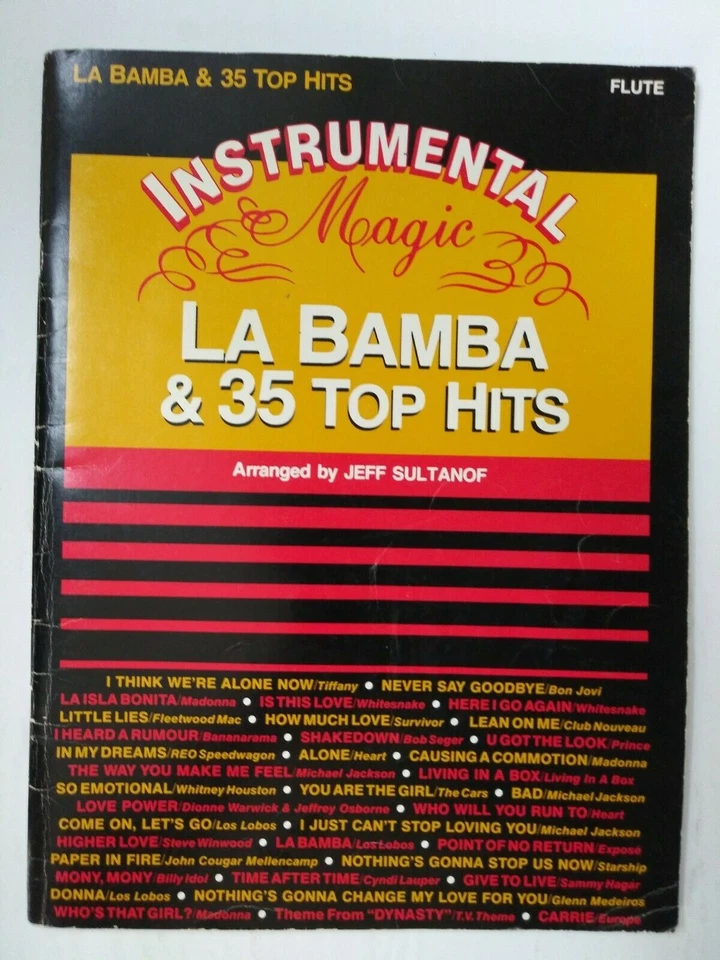 LA BAMBA & 35 TOP HITS
FLUTE
INSTRUMENTAL
Magic
LA BAMBA
& 35 TOP HITS
Arranged by JEFF SULTANOF
I THINK WE'RE ALONE NOW/Tiffany • NEVER SAY GOODBYE/Bon Jovi
LA ISLA BONITA/Madonna • IS THIS LOVE/Whitesnake • HERE I GO AGAIN/Whitesnake
LITTLE LIES/Fleetwood Mac • HOW MUCH LOVE/Survivor • LEAN ON ME/Club Nouveau
I HEARD A RUMOUR/Bananarama • SHAKEDOWN/Bob Seger • U GOT THE LOOK/Prince
IN MY DREAMS/REO Speedwagon • ALONE/Heart • CAUSING A COMMOTION/Madonna
THE WAY YOU MAKE ME FEEL/Michael Jackson • LIVING IN A BOX/Living In A Box
SO EMOTIONAL/Whitney Houston • YOU ARE THE GIRL/The Cars • BAD/Michael Jackson
LOVE POWER/Dionne Warwick & Jeffrey Osborne • WHO WILL YOU RUN TO/Heart
COME ON, LET'S GO/Los Lobos • I JUST CAN'T STOP LOVING YOU/Michael Jackson
HIGHER LOVE/Steve Winwood • LA BAMBA/Los Lobos • POINT OF NO RETURN/Exposé
PAPER IN FIRE/John Cougar Mellencamp • NOTHING'S GONNA STOP US NOW/Starship
MONY, MONY/Billy Idol • TIME AFTER TIME/Cyndi Lauper • GIVE TO LIVE/Sammy Hagar
DONNA/Los Lobos • NOTHING'S GONNA CHANGE MY LOVE FOR YOU/Glenn Medeiros
WHO'S THAT GIRL?/Madonna • Theme From "DYNASTY"/T.V. Theme • CARRIE/Europe